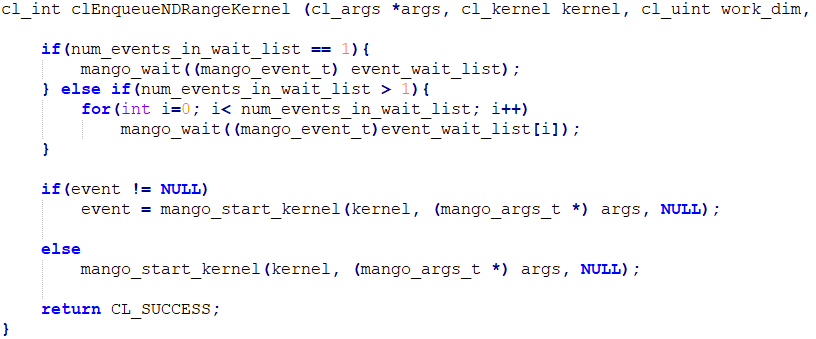 cl_int clEnqueueNDRangeKernel (cl_args *args, cl_kernel kernel, cl_uint work_dim,
if(num_events_in_wait_list == 1){
mango_wait((mango_event_t) event_wait_list);
} else if(num_events_in_wait_list > 1){
for(int i=0; i< num_events_in_wait_list; i++)
mango_wait((mango_event_t)event_wait_list[i]);
}
if(event != NULL)
event = mango_start_kernel(kernel, (mango_args_t *) args, NULL);
else
mango_start_kernel(kernel, (mango_args_t *) args, NULL);
return CL_SUCCESS;
}